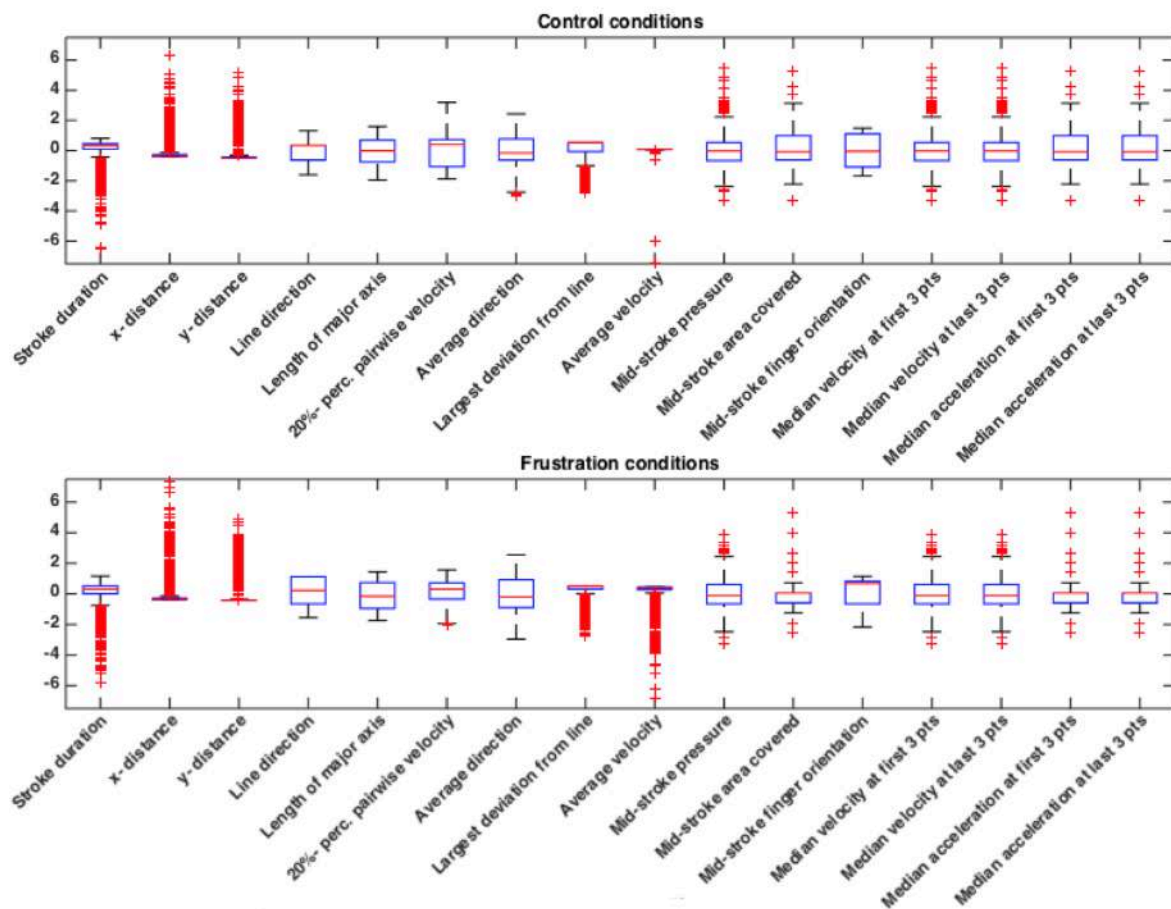 Control conditions
6
4
2
0
-2
-4
-6
Stroke duration
x- distance
y- distance
Line direction
Length of major axis
20%- perc. pairwise velocity
Average direction
Largest deviation from line
Average velocity
Mid-stroke pressure
Mid-stroke area covered
Mid-stroke finger orientation
Median velocity at first 3 pts
Median velocity at last 3 pts
Median acceleration at first 3 pts
Median acceleration at last 3 pts
Frustration conditions
6
4
2
0
-2
-4
-6
Stroke duration
x- distance
y- distance
Line direction
Length of major axis
20%- perc. pairwise velocity
Average direction
Largest deviation from line
Average velocity
Mid-stroke pressure
Mid-stroke area covered
Mid-stroke finger orientation
Median velocity at first 3 pts
Median velocity at last 3 pts
Median acceleration at first 3 pts
Median acceleration at last 3 pts